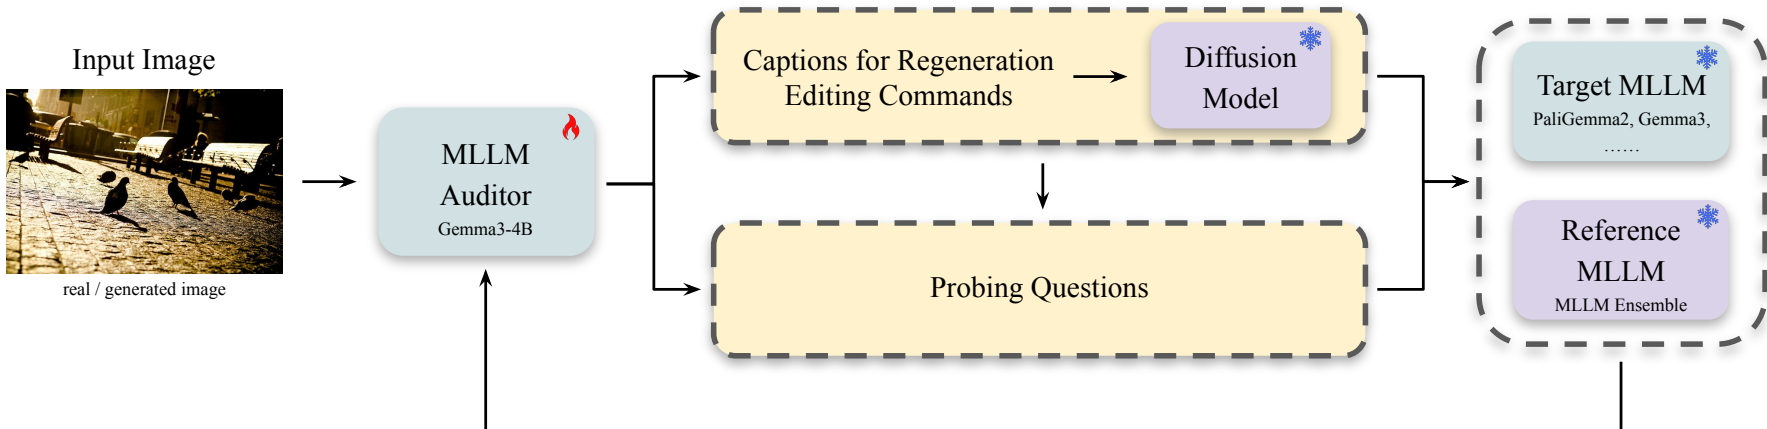 Input Image
real / generated image
MLLM
Auditor
Gemma3-4B
Captions for Regeneration
Editing Commands
Diffusion
Model
Probing Questions
Target MLLM
PaliGemma2, Gemma3,
......
Reference
MLLM
MLLM Ensemble